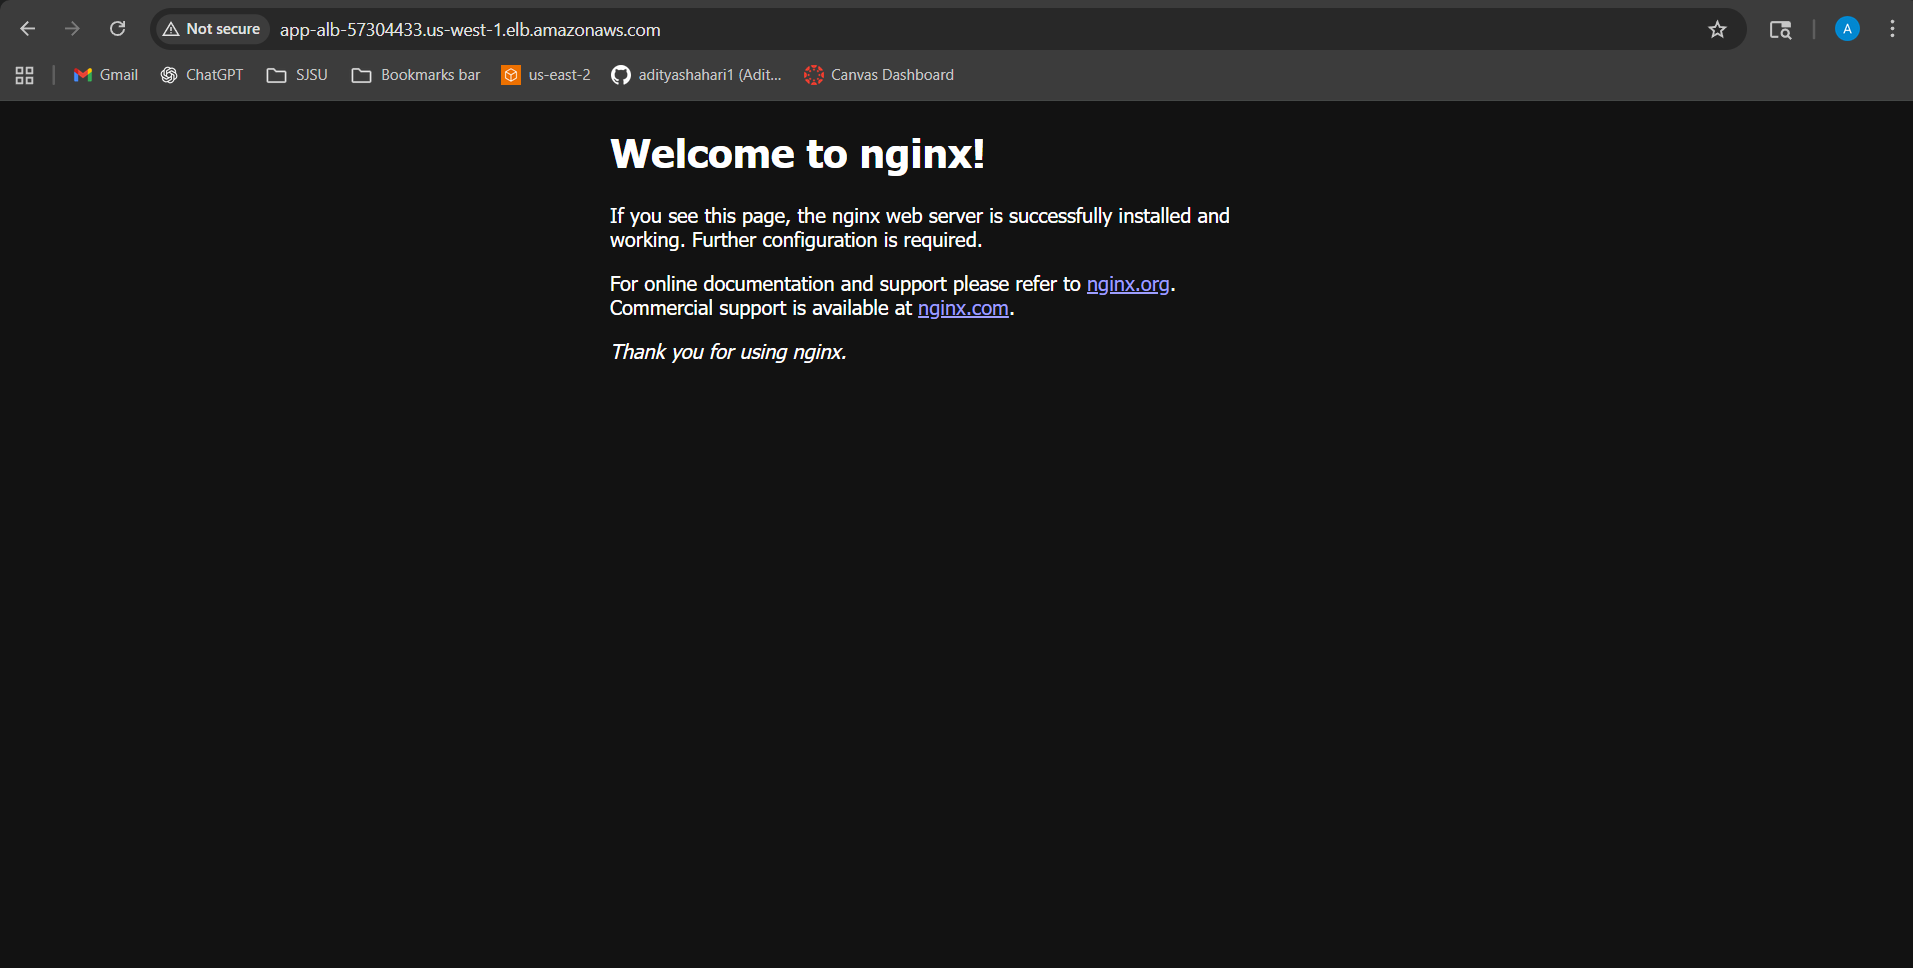 Not secure app-alb-57304433.us-west-1.elb.amazonaws.com A
Gmail ChatGPT SJSU Bookmarks bar us-east-2 adityashahari1 (Adit... Canvas Dashboard
Welcome to nginx!
If you see this page, the nginx web server is successfully installed and
working. Further configuration is required.
For online documentation and support please refer to nginx.org.
Commercial support is available at nginx.com.
Thank you for using nginx.